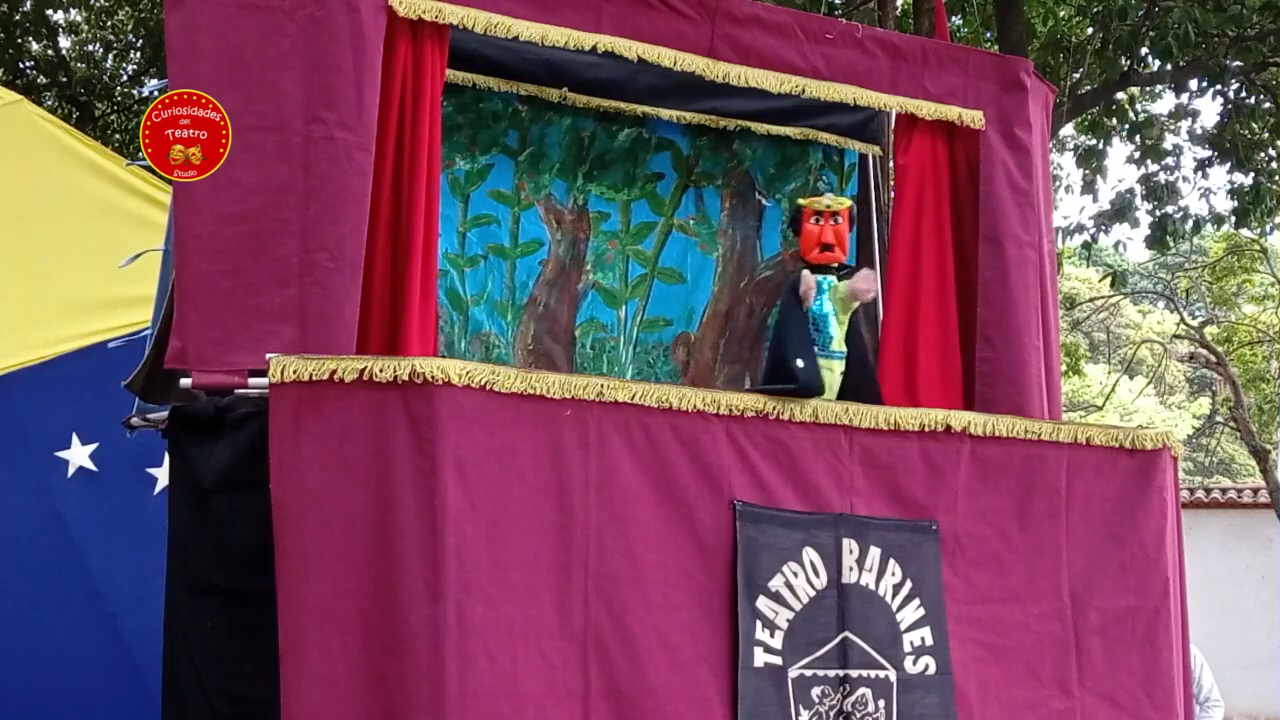 Curiosidades
del
Teatro
Studio
TEATRO BARINES